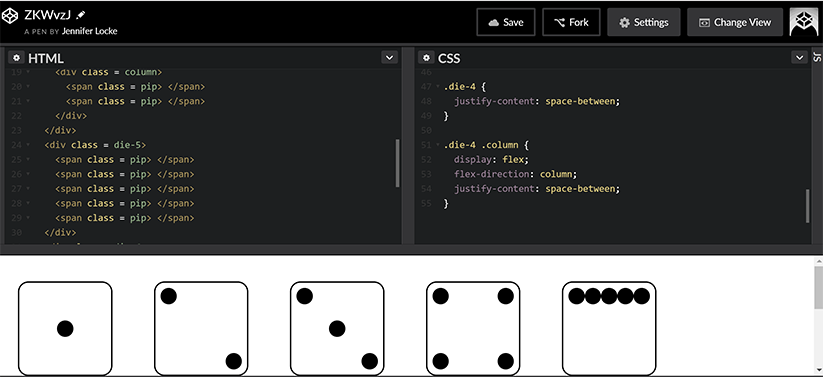 ZKWvzJ
A PEN BY Jennifer Locke
Save
Fork
Settings
Change View
HTML
19 <div class = column>
20 <span class = pip> </span>
21 <span class = pip> </span>
22 </div>
23 </div>
24 <div class = die-5>
25 <span class = pip> </span>
26 <span class = pip> </span>
27 <span class = pip> </span>
28 <span class = pip> </span>
29 <span class = pip> </span>
30 </div>
CSS
46
47 .die-4 {
48 justify-content: space-between;
49 }
50
51 .die-4 .column {
52 display: flex;
53 flex-direction: column;
54 justify-content: space-between;
55 }
JS